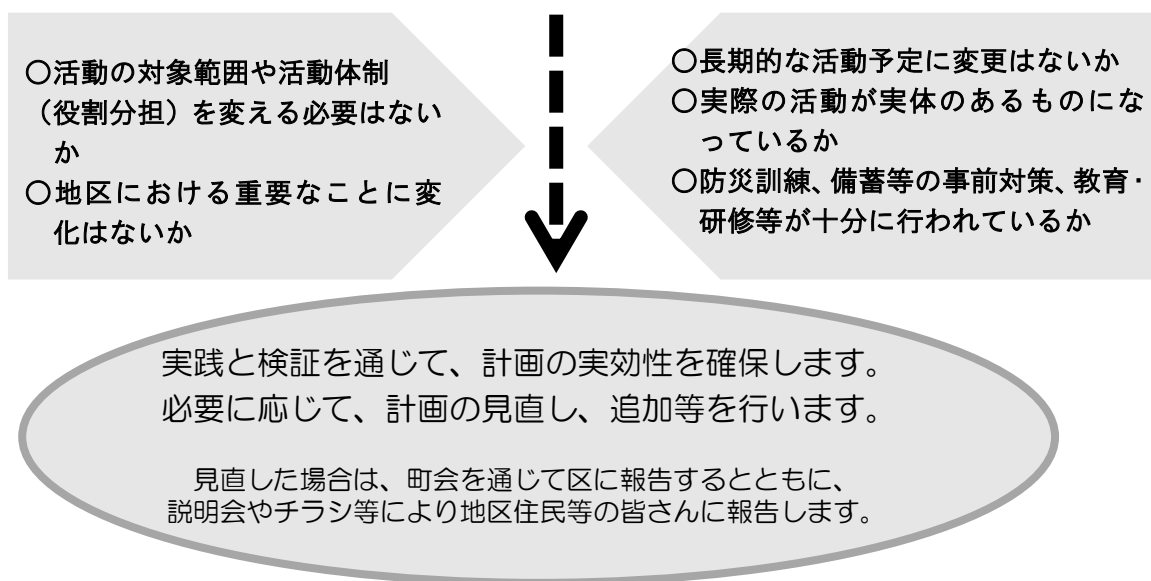 ○活動の対象範囲や活動体制
（役割分担）を変える必要はない
か
○地区における重要なことに変
化はないか
○長期的な活動予定に変更はないか
○実際の活動が実体のあるものにな
っているか
○防災訓練、備蓄等の事前対策、教育・
研修等が十分に行われているか
実践と検証を通じて、計画の実効性を確保します。
必要に応じて、計画の見直し、追加等を行います。
見直した場合は、町会を通じて区に報告するとともに、
説明会やチラシ等により地区住民等の皆さんに報告します。